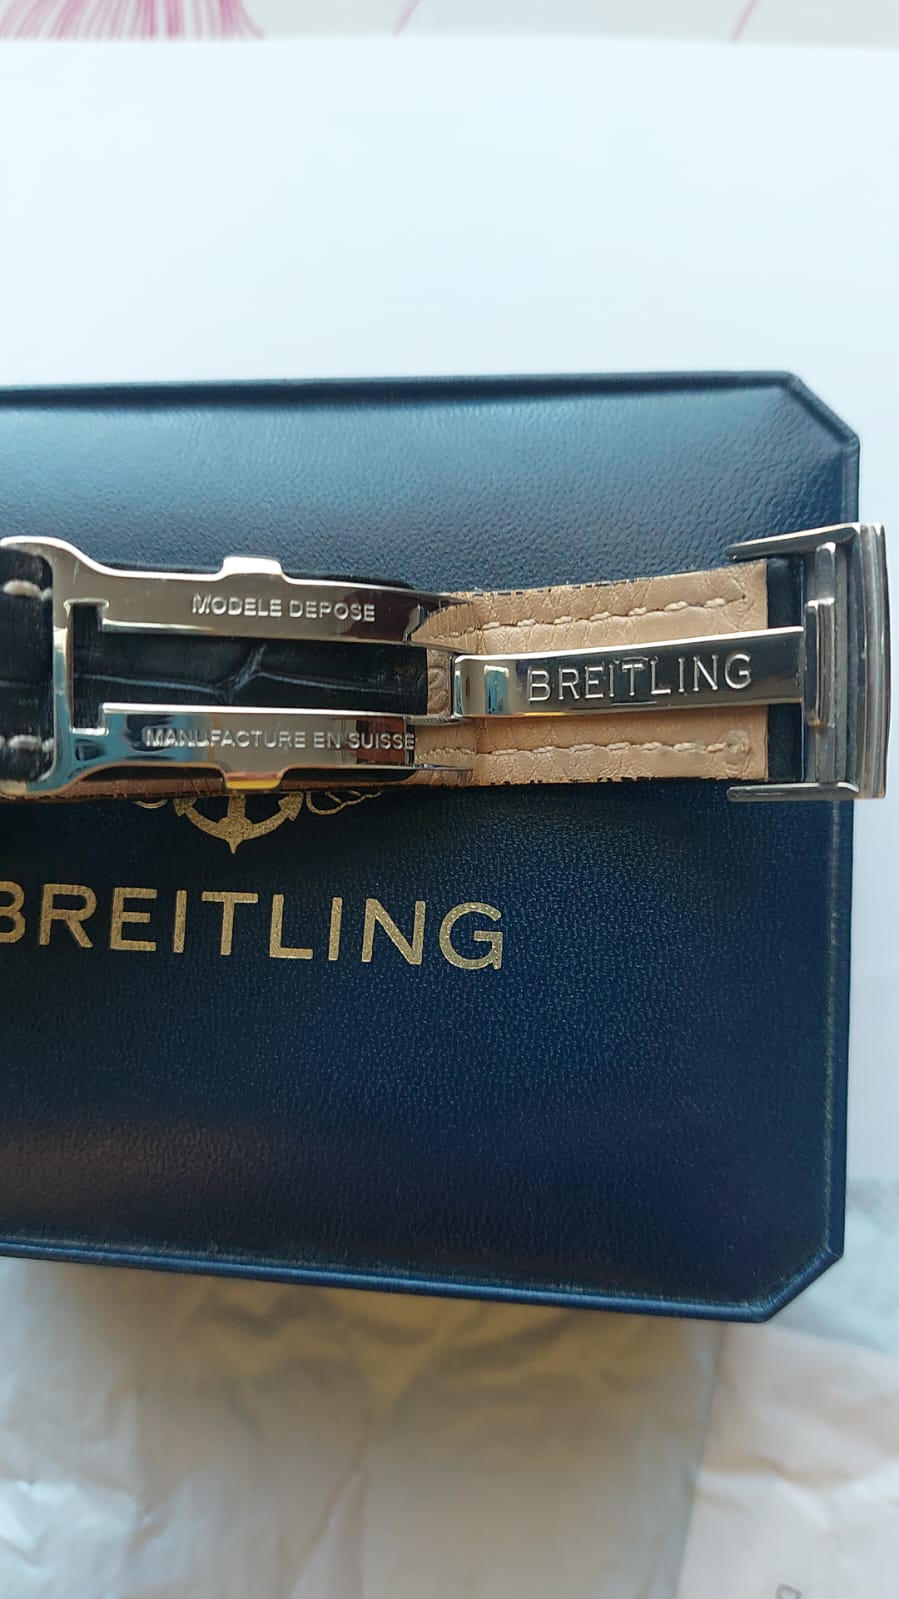 MODELE DEPOSE
BREITLING
MANUFACTURE EN SUISSE
BREITLING